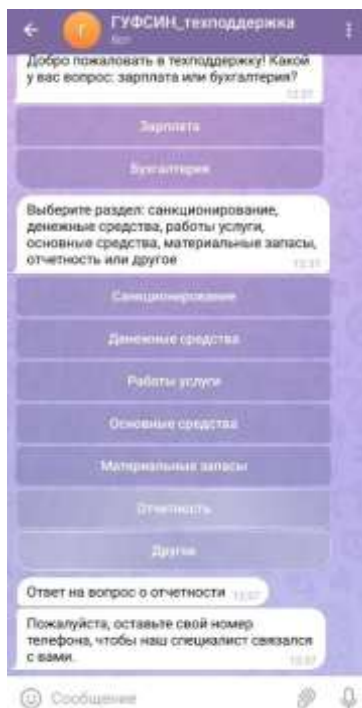 ГУФСИН_техподдержка
бот
Добро пожаловать в техподдержку! Какой
у вас вопрос: зарплата или бухгалтерия?
Зарплата
Бухгалтерия
Выберите раздел: санкционирование,
денежные средства, работы услуги,
основные средства, материальные запасы,
отчетность или другое
Санкционирование
Денежные средства
Работы услуги
Основные средства
Материальные запасы
Отчетность
Другое
Ответ на вопрос о отчетности
Пожалуйста, оставьте свой номер
телефона, чтобы наш специалист связался
с вами.
Сообщение